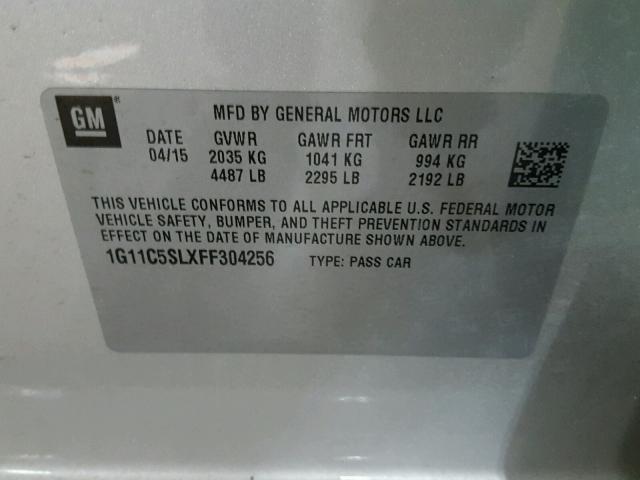 GM®
MFD BY GENERAL MOTORS LLC
DATE GVWR GAWR FRT GAWR RR
04/15 2035 KG 1041 KG 994 KG
4487 LB 2295 LB 2192 LB
THIS VEHICLE CONFORMS TO ALL APPLICABLE U.S. FEDERAL MOTOR
VEHICLE SAFETY, BUMPER, AND THEFT PREVENTION STANDARDS IN
EFFECT ON THE DATE OF MANUFACTURE SHOWN ABOVE.
1G11C5SLXFF304256 TYPE: PASS CAR